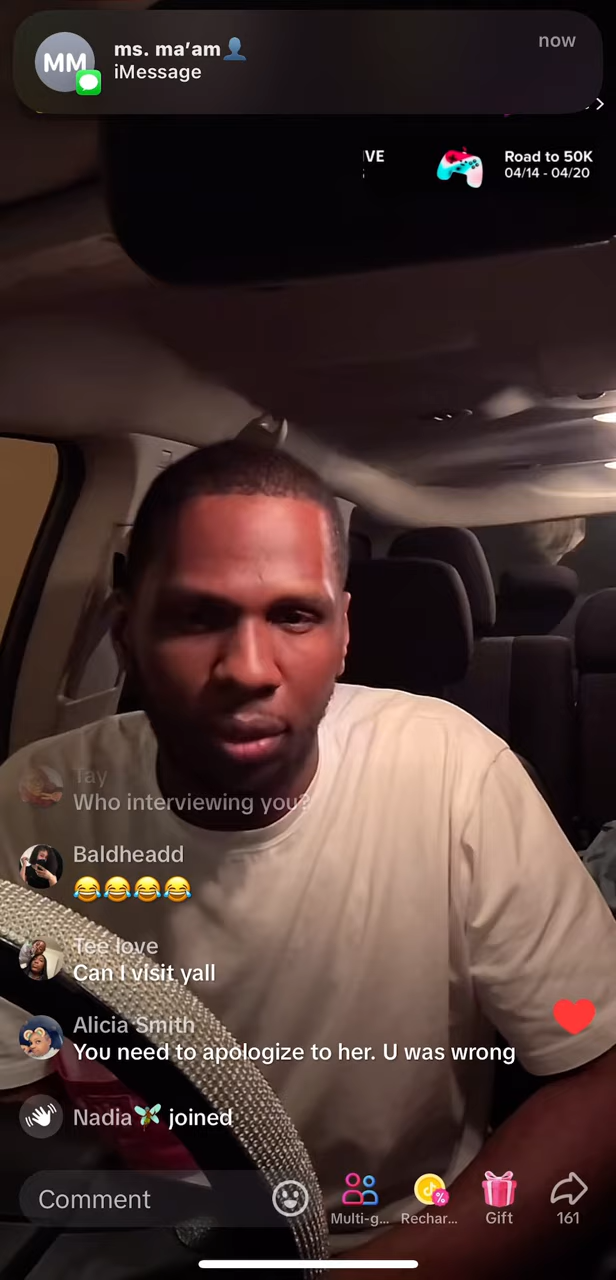 MM
ms. ma’am👤
now
iMessage
IVE
Road to 50K
04/14 - 04/20
Tay
Who interviewing you?
Baldheadd
😂😂😂😂
Tee love
Can I visit yall
Alicia Smith
You need to apologize to her. U was wrong
Nadia🧚 joined
Comment
Multi-g...
Rechar...
Gift
161